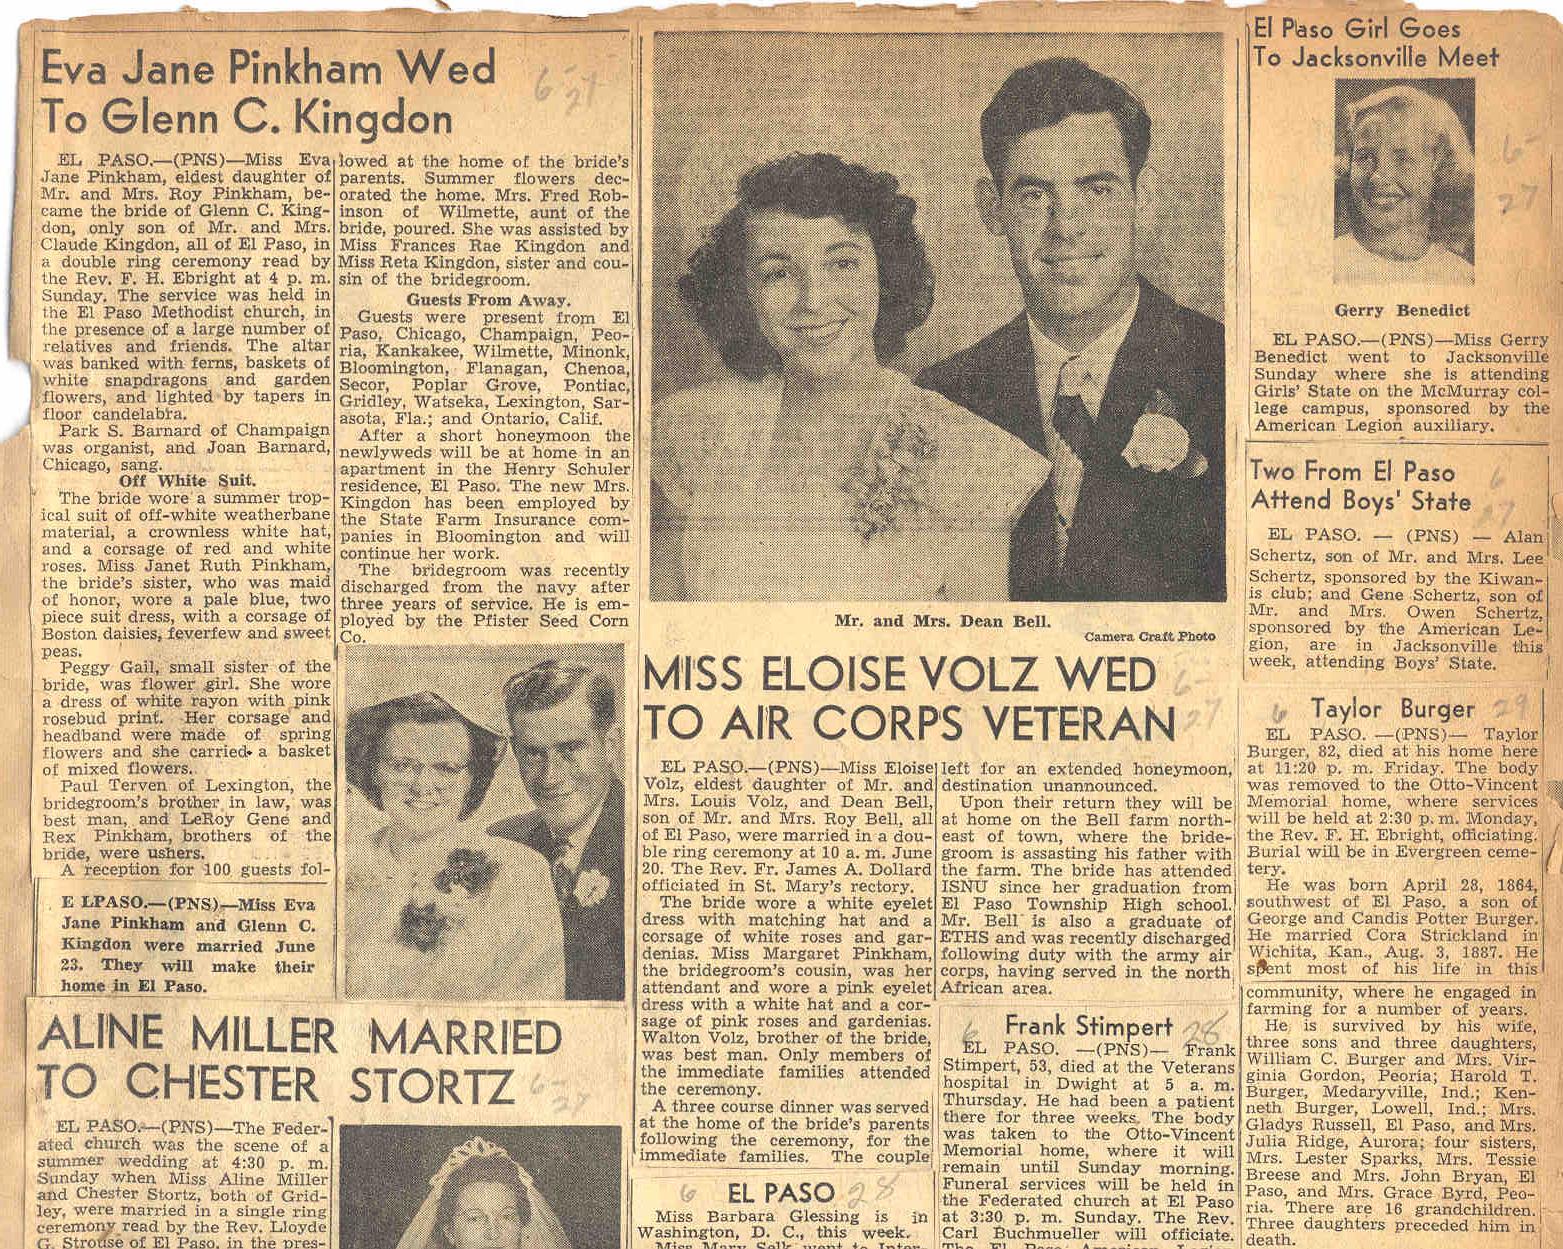 Eva Jane Pinkham Wed
To Glenn C. Kingdon
6-
27
EL PASO.—(PNS)—Miss Eva
Jane Pinkham, eldest daughter of
Mr. and Mrs. Roy Pinkham, be-
came the bride of Glenn C. King-
don, only son of Mr. and Mrs.
Claude Kingdon, all of El Paso, in
a double ring ceremony read by
the Rev. F. H. Ebright at 4 p. m.
Sunday. The service was held in
the El Paso Methodist church, in
the presence of a large number of
relatives and friends. The altar
was banked with ferns, baskets of
white snapdragons and garden
flowers, and lighted by tapers in
floor candelabra.
Park S. Barnard of Champaign
was organist, and Joan Barnard,
Chicago, sang.
Off White Suit.
The bride wore a summer trop-
ical suit of off-white weatherbane
material, a crownless white hat,
and a corsage of red and white
roses. Miss Janet Ruth Pinkham,
the bride's sister, who was maid
of honor, wore a pale blue, two
piece suit dress, with a corsage of
Boston daisies, feverfew and sweet
peas.
Peggy Gail, small sister of the
bride, was flower girl. She wore
a dress of white rayon with pink
rosebud print. Her corsage and
headband were made of spring
flowers and she carried a basket
of mixed flowers.
Paul Terven of Lexington, the
bridegroom's brother in law, was
best man, and LeRoy Gene and
Rex Pinkham, brothers of the
bride, were ushers.
A reception for 100 guests fol-
lowed at the home of the bride's
parents. Summer flowers dec-
orated the home. Mrs. Fred Rob-
inson of Wilmette, aunt of the
bride, poured. She was assisted by
Miss Frances Rae Kingdon and
Miss Reta Kingdon, sister and cou-
sin of the bridegroom.
Guests From Away.
Guests were present from El
Paso, Chicago, Champaign, Peo-
ria, Kankakee, Wilmette, Minonk,
Bloomington, Flanagan, Chenoa,
Secor, Poplar Grove, Pontiac,
Gridley, Watseka, Lexington, Sar-
asota, Fla.; and Ontario, Calif.
After a short honeymoon the
newlyweds will be at home in an
apartment in the Henry Schuler
residence, El Paso. The new Mrs.
Kingdon has been employed by
the State Farm Insurance com-
panies in Bloomington and will
continue her work.
The bridegroom was recently
discharged from the navy after
three years of service. He is em-
ployed by the Pfister Seed Corn
Co.
E LPASO.—(PNS)—Miss Eva
Jane Pinkham and Glenn C.
Kingdon were married June
23. They will make their
home in El Paso.
ALINE MILLER MARRIED
TO CHESTER STORTZ
6-
27
EL PASO.—(PNS)—The Feder-
ated church was the scene of a
summer wedding at 4:30 p. m.
Sunday when Miss Aline Miller
and Chester Stortz, both of Grid-
ley, were married in a single ring
ceremony read by the Rev. Lloyde
G. Strouse of El Paso, in the pres-
Mr. and Mrs. Dean Bell.
Camera Craft Photo
MISS ELOISE VOLZ WED
TO AIR CORPS VETERAN
6-
27
EL PASO.—(PNS)—Miss Eloise
Volz, eldest daughter of Mr. and
Mrs. Louis Volz, and Dean Bell,
son of Mr. and Mrs. Roy Bell, all
of El Paso, were married in a dou-
ble ring ceremony at 10 a. m. June
20. The Rev. Fr. James A. Dollard
officiated in St. Mary's rectory.
The bride wore a white eyelet
dress with matching hat and a
corsage of white roses and gar-
denias. Miss Margaret Pinkham,
the bridegroom's cousin, was her
attendant and wore a pink eyelet
dress with a white hat and a cor-
sage of pink roses and gardenias.
Walton Volz, brother of the bride,
was best man. Only members of
the immediate families attended
the ceremony.
A three course dinner was served
at the home of the bride's parents
following the ceremony, for the
immediate families. The couple
left for an extended honeymoon,
destination unannounced.
Upon their return they will be
at home on the Bell farm north-
east of town, where the bride-
groom is assasting his father with
the farm. The bride has attended
ISNU since her graduation from
El Paso Township High school.
Mr. Bell is also a graduate of
ETHS and was recently discharged
following duty with the army air
corps, having served in the north
African area.
6 EL PASO 28
Miss Barbara Glessing is in
Washington, D. C., this week.
Miss Mary Selk went to Inter-
6 Frank Stimpert 28
EL PASO. —(PNS)— Frank
Stimpert, 53, died at the Veterans
hospital in Dwight at 5 a. m.
Thursday. He had been a patient
there for three weeks. The body
was taken to the Otto-Vincent
Memorial home, where it will
remain until Sunday morning.
Funeral services will be held in
the Federated church at El Paso
at 3:30 p. m. Sunday. The Rev.
Carl Buchmueller will officiate.
The El Paso American Legion
El Paso Girl Goes
To Jacksonville Meet
6-
27
Gerry Benedict
EL PASO.—(PNS)—Miss Gerry
Benedict went to Jacksonville
Sunday where she is attending
Girls' State on the McMurray col-
lege campus, sponsored by the
American Legion auxiliary.
Two From El Paso
Attend Boys' State
6
27
EL PASO. — (PNS) — Alan
Schertz, son of Mr. and Mrs. Lee
Schertz, sponsored by the Kiwan-
is club; and Gene Schertz, son of
Mr. and Mrs. Owen Schertz,
sponsored by the American Le-
gion, are in Jacksonville this
week, attending Boys' State.
6 Taylor Burger 29
EL PASO. —(PNS)— Taylor
Burger, 82, died at his home here
at 11:20 p. m. Friday. The body
was removed to the Otto-Vincent
Memorial home, where services
will be held at 2:30 p. m. Monday,
the Rev. F. H. Ebright, officiating.
Burial will be in Evergreen ceme-
tery.
He was born April 28, 1864,
southwest of El Paso, a son of
George and Candis Potter Burger.
He married Cora Strickland in
Wichita, Kan., Aug. 3, 1887. He
spent most of his life in this
community, where he engaged in
farming for a number of years.
He is survived by his wife,
three sons and three daughters,
William C. Burger and Mrs. Vir-
ginia Gordon, Peoria; Harold T.
Burger, Medaryville, Ind.; Ken-
neth Burger, Lowell, Ind.; Mrs.
Gladys Russell, El Paso, and Mrs.
Julia Ridge, Aurora; four sisters,
Mrs. Lester Sparks, Mrs. Tessie
Breese and Mrs. John Bryan, El
Paso, and Mrs. Grace Byrd, Peo-
ria. There are 16 grandchildren.
Three daughters preceded him in
death.